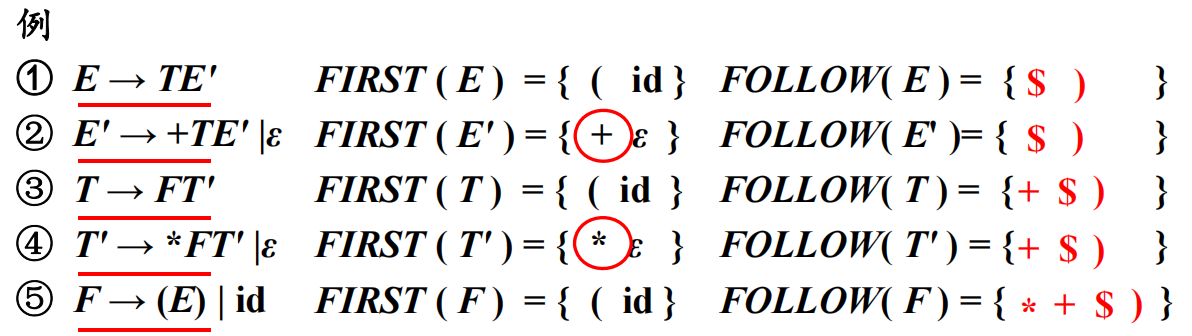 例
① E → TE' FIRST ( E ) = { ( id } FOLLOW( E ) = { $ ) }
② E' → +TE' |ε FIRST ( E' ) = { + ε } FOLLOW( E' )= { $ ) }
③ T → FT' FIRST ( T ) = { ( id } FOLLOW( T ) = {+ $ ) }
④ T' → *FT' |ε FIRST ( T' ) = { * ε } FOLLOW( T' ) = {+ $ ) }
⑤ F → (E) | id FIRST ( F ) = { ( id } FOLLOW( F ) = { * + $ ) }